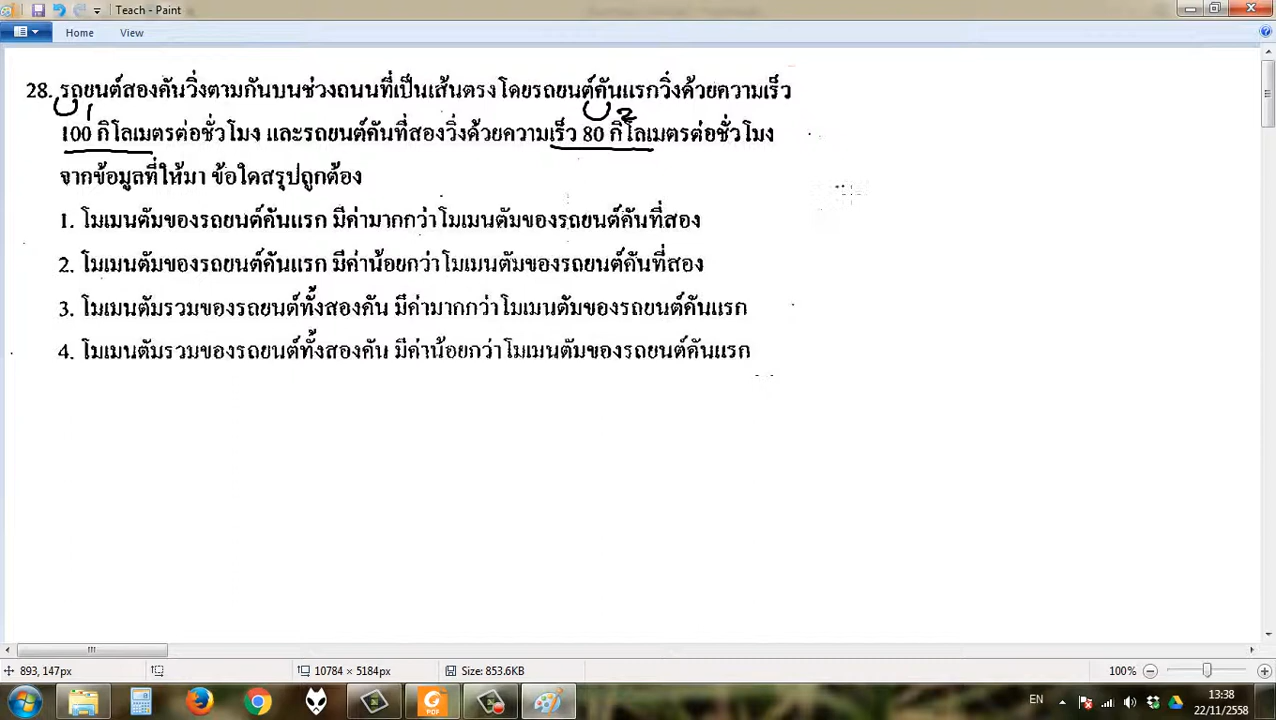 Teach - Paint
Home View
28. รถยนต์สองคันวิ่งตามกันบนช่วงถนนที่เป็นเส้นตรง โดยรถยนต์คันแรกวิ่งด้วยความเร็ว
1 2
100 กิโลเมตรต่อชั่วโมง และรถยนต์คันที่สองวิ่งด้วยความเร็ว 80 กิโลเมตรต่อชั่วโมง
จากข้อมูลที่ให้มา ข้อใดสรุปถูกต้อง
1. โมเมนตัมของรถยนต์คันแรก มีค่ามากกว่าโมเมนตัมของรถยนต์คันที่สอง
2. โมเมนตัมของรถยนต์คันแรก มีค่าน้อยกว่าโมเมนตัมของรถยนต์คันที่สอง
3. โมเมนตัมรวมของรถยนต์ทั้งสองคัน มีค่ามากกว่าโมเมนตัมของรถยนต์คันแรก
4. โมเมนตัมรวมของรถยนต์ทั้งสองคัน มีค่าน้อยกว่าโมเมนตัมของรถยนต์คันแรก
893, 147px 10784 × 5184px Size: 853.6KB 100%
PDF EN 13:38
22/11/2558